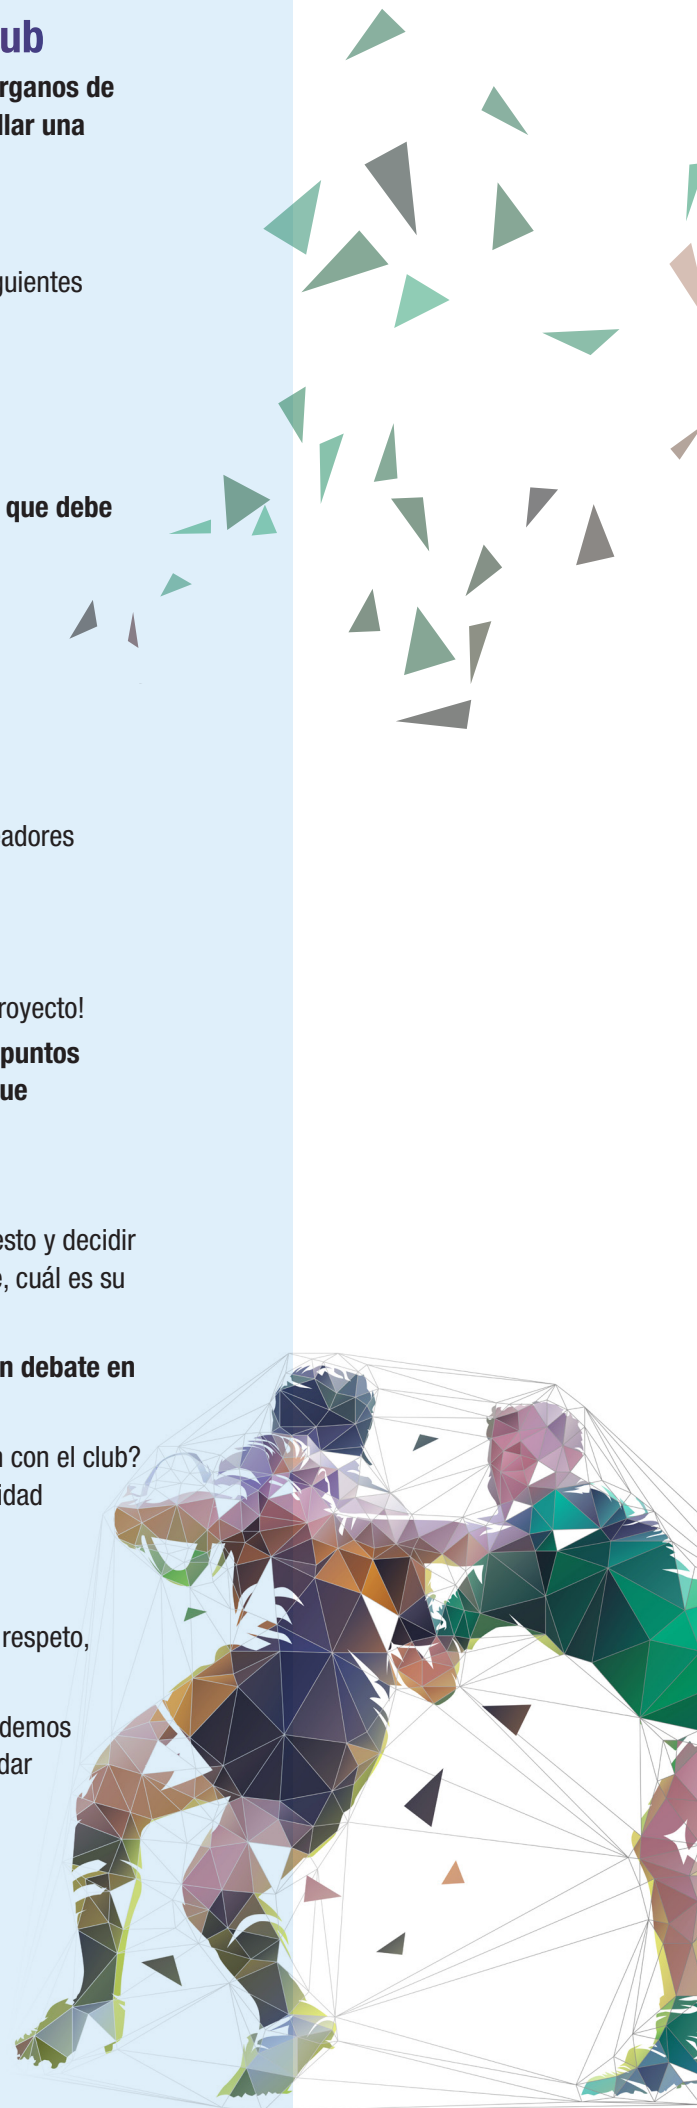 ub
rganos de
llar una
guientes
que debe
eadores
royecto!
puntos
ue
esto y decidir
e, cuál es su
n debate en
n con el club?
idad
respeto,
demos
dar